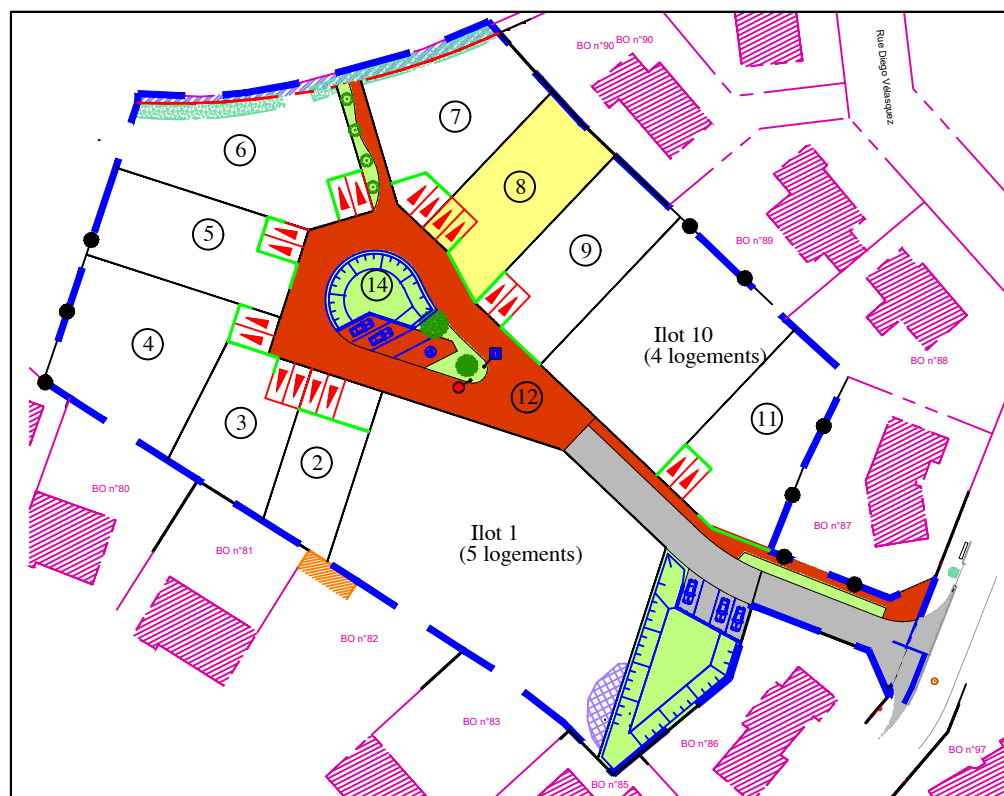 BO n°90
BO n°90
Rue Diego Vélasquez
7
6
8
5
BO n°89
9
14
Ilot 10
(4 logements)
4
BO n°88
12
3
11
2
BO n°80
Ilot 1
(5 logements)
BO n°87
BO n°81
BO n°82
BO n°83
BO n°86
BO n°97
BO n°85